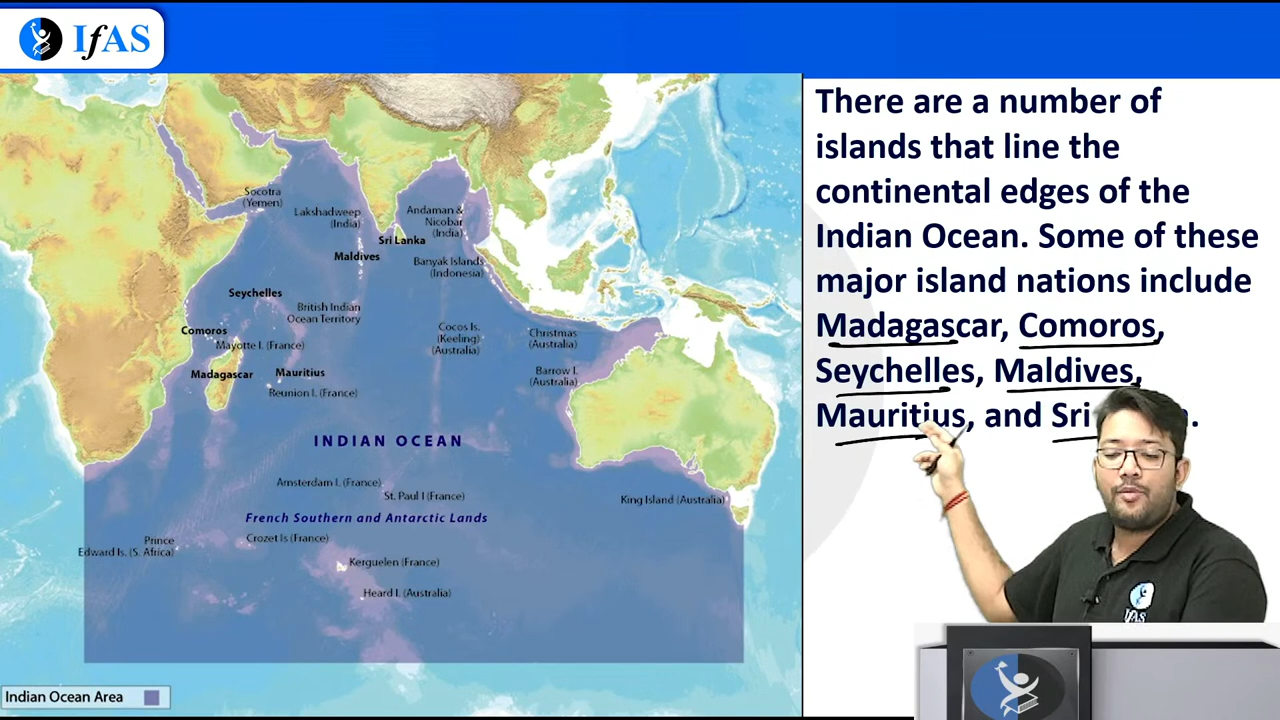 IfAS
There are a number of
islands that line the
continental edges of the
Indian Ocean. Some of these
major island nations include
Madagascar, Comoros,
Seychelles, Maldives,
Mauritius, and Sri
Socotra
(Yemen)
Lakshadweep
(India)
Andaman &
Nicobar
(India)
Sri Lanka
Maldives
Banyak Islands
(Indonesia)
Seychelles
British Indian
Ocean Territory
Comoros
Mayotte I. (France)
Cocos Is.
(Keeling)
(Australia)
Christmas
(Australia)
Madagascar
Mauritius
Reunion I. (France)
Barrow I.
(Australia)
INDIAN OCEAN
Amsterdam I. (France)
St. Paul I (France)
King Island (Australia)
French Southern and Antarctic Lands
Prince
Edward Is. (S. Africa)
Crozet Is (France)
Kerguelen (France)
Heard I. (Australia)
Indian Ocean Area
IfAS